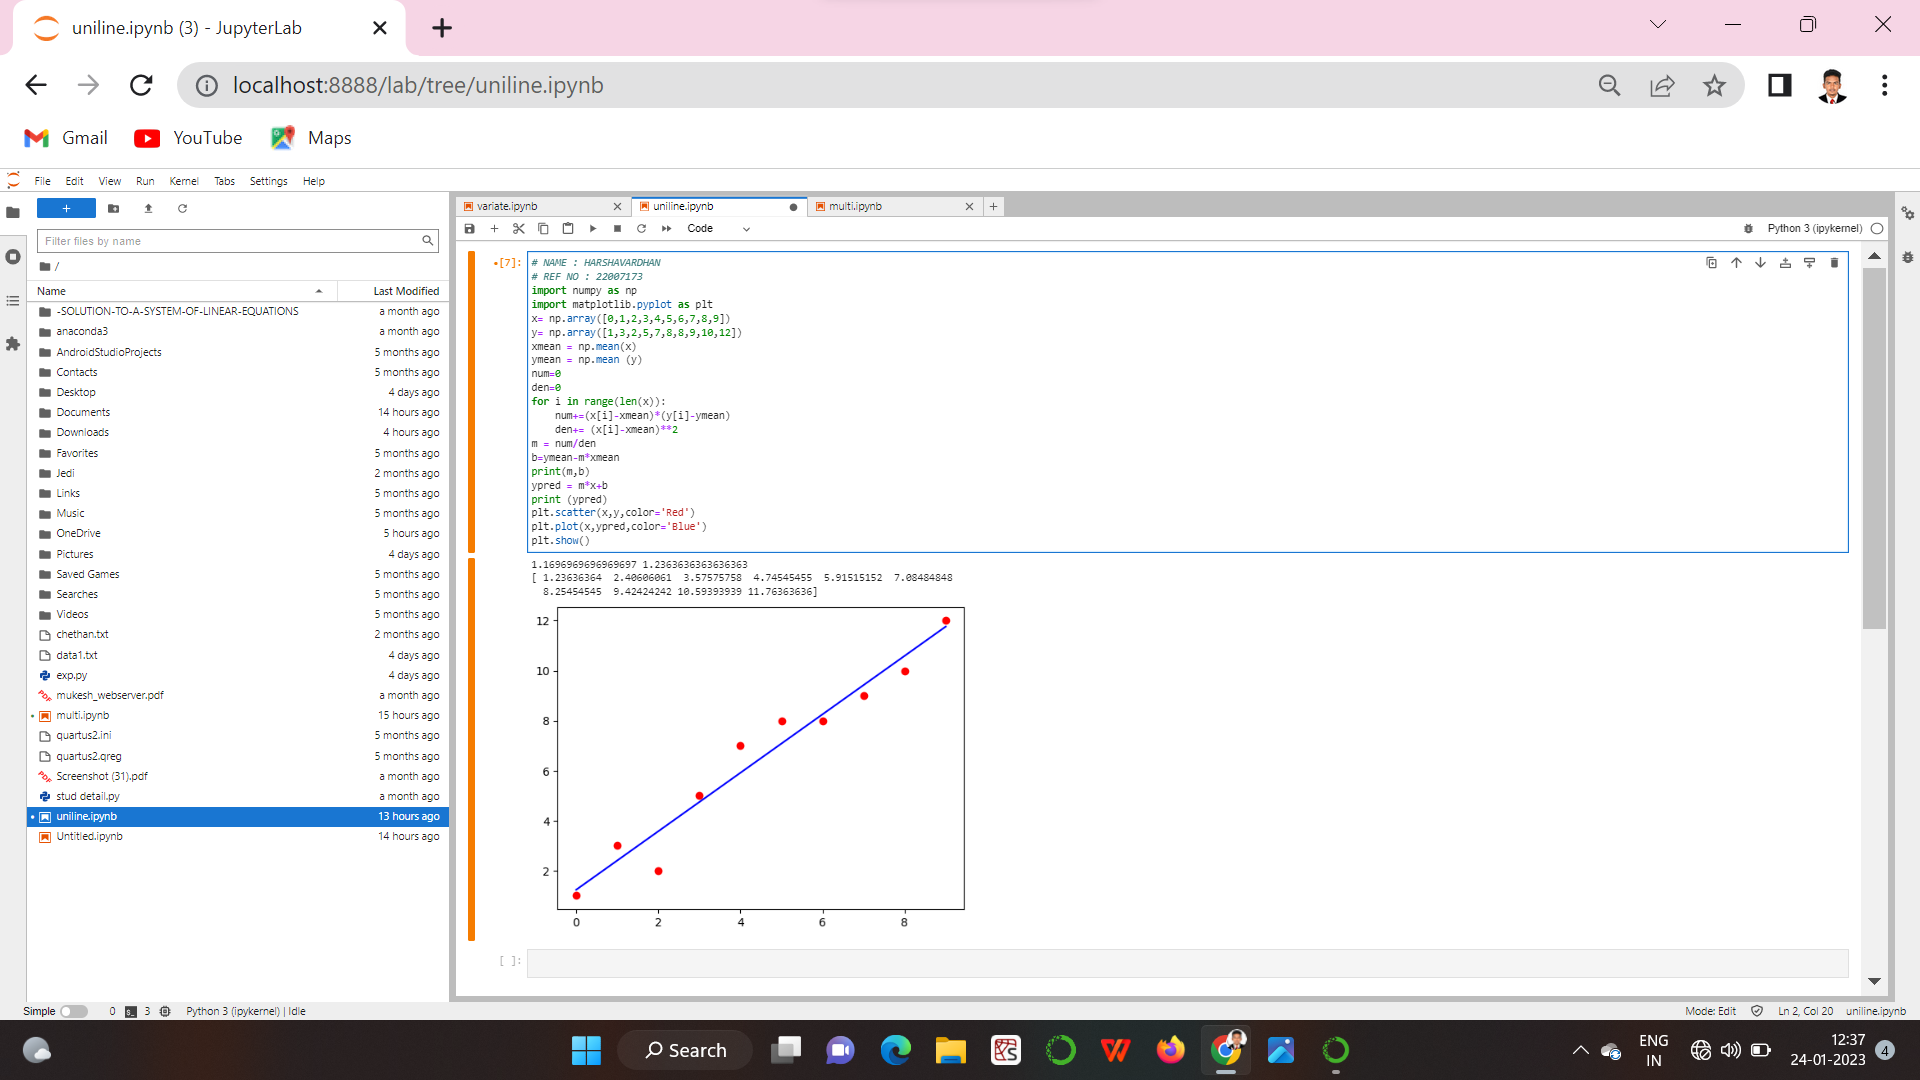 uniline.ipynb (3) - JupyterLab
localhost:8888/lab/tree/uniline.ipynb
Gmail YouTube Maps
File Edit View Run Kernel Tabs Settings Help
variate.ipynb uniline.ipynb multi.ipynb
Code Python 3 (ipykernel)
Filter files by name
/
Name Last Modified
-SOLUTION-TO-A-SYSTEM-OF-LINEAR-EQUATIONS a month ago
anaconda3 a month ago
AndroidStudioProjects 5 months ago
Contacts 5 months ago
Desktop 4 days ago
Documents 14 hours ago
Downloads 4 hours ago
Favorites 5 months ago
Jedi 2 months ago
Links 5 months ago
Music 5 months ago
OneDrive 5 hours ago
Pictures 4 days ago
Saved Games 5 months ago
Searches 5 months ago
Videos 5 months ago
chethan.txt 2 months ago
data1.txt 4 days ago
exp.py 4 days ago
mukesh_webserver.pdf a month ago
multi.ipynb 15 hours ago
quartus2.ini 5 months ago
quartus2.qreg 5 months ago
Screenshot (31).pdf a month ago
stud detail.py a month ago
uniline.ipynb 13 hours ago
Untitled.ipynb 14 hours ago
[7]:
# NAME : HARSHAVARDHAN
# REF NO : 22007173
import numpy as np
import matplotlib.pyplot as plt
x= np.array([0,1,2,3,4,5,6,7,8,9])
y= np.array([1,3,2,5,7,8,8,9,10,12])
xmean = np.mean(x)
ymean = np.mean (y)
num=0
den=0
for i in range(len(x)):
    num+=(x[i]-xmean)*(y[i]-ymean)
    den+= (x[i]-xmean)**2
m = num/den
b=ymean-m*xmean
print(m,b)
ypred = m*x+b
print (ypred)
plt.scatter(x,y,color='Red')
plt.plot(x,ypred,color='Blue')
plt.show()
1.1696969696969697 1.2363636363636363
[ 1.23636364  2.40606061  3.57575758  4.74545455  5.91515152  7.08484848
  8.25454545  9.42424242 10.59393939 11.76363636]
12
10
8
6
4
2
0 2 4 6 8
[ ]:
Simple 0 3 Python 3 (ipykernel) | Idle Mode: Edit Ln 2, Col 20 uniline.ipynb
Search
ENG
IN
12:37
24-01-2023
4